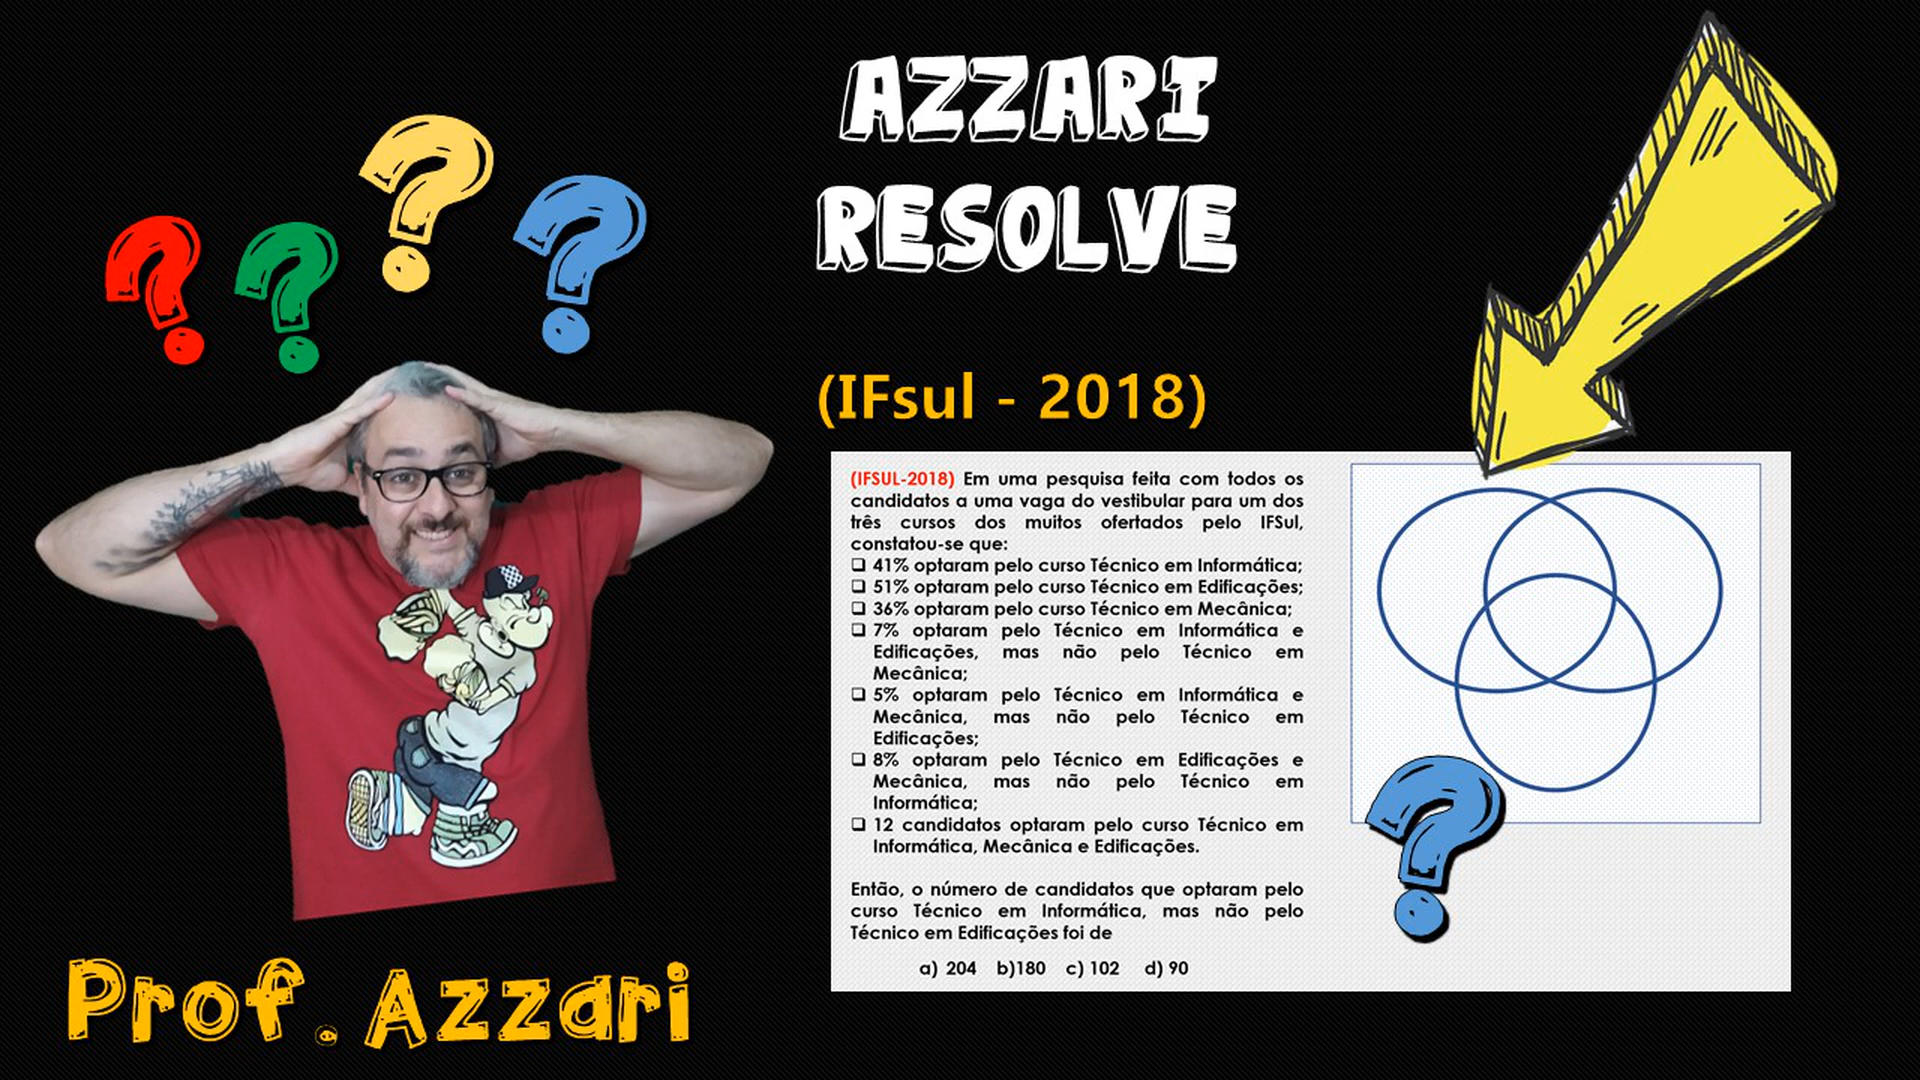 AZZARI
RESOLVE
(IFsul - 2018)
(IFSUL-2018) Em uma pesquisa feita com todos os
candidatos a uma vaga do vestibular para um dos
três cursos dos muitos ofertados pelo IFSul,
constatou-se que:
❑ 41% optaram pelo curso Técnico em Informática;
❑ 51% optaram pelo curso Técnico em Edificações;
❑ 36% optaram pelo curso Técnico em Mecânica;
❑ 7% optaram pelo Técnico em Informática e
Edificações, mas não pelo Técnico em
Mecânica;
❑ 5% optaram pelo Técnico em Informática e
Mecânica, mas não pelo Técnico em
Edificações;
❑ 8% optaram pelo Técnico em Edificações e
Mecânica, mas não pelo Técnico em
Informática;
❑ 12 candidatos optaram pelo curso Técnico em
Informática, Mecânica e Edificações.
Então, o número de candidatos que optaram pelo
curso Técnico em Informática, mas não pelo
Técnico em Edificações foi de
a) 204 b)180 c) 102 d) 90
Prof. Azzari